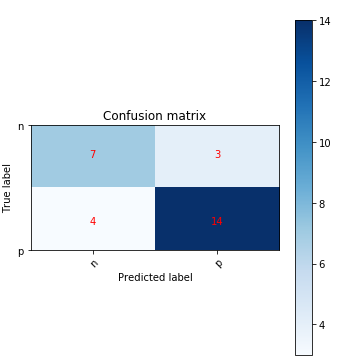 Confusion matrix
n
7
3
True label
4
14
p
n
p
Predicted label
14
12
10
8
6
4